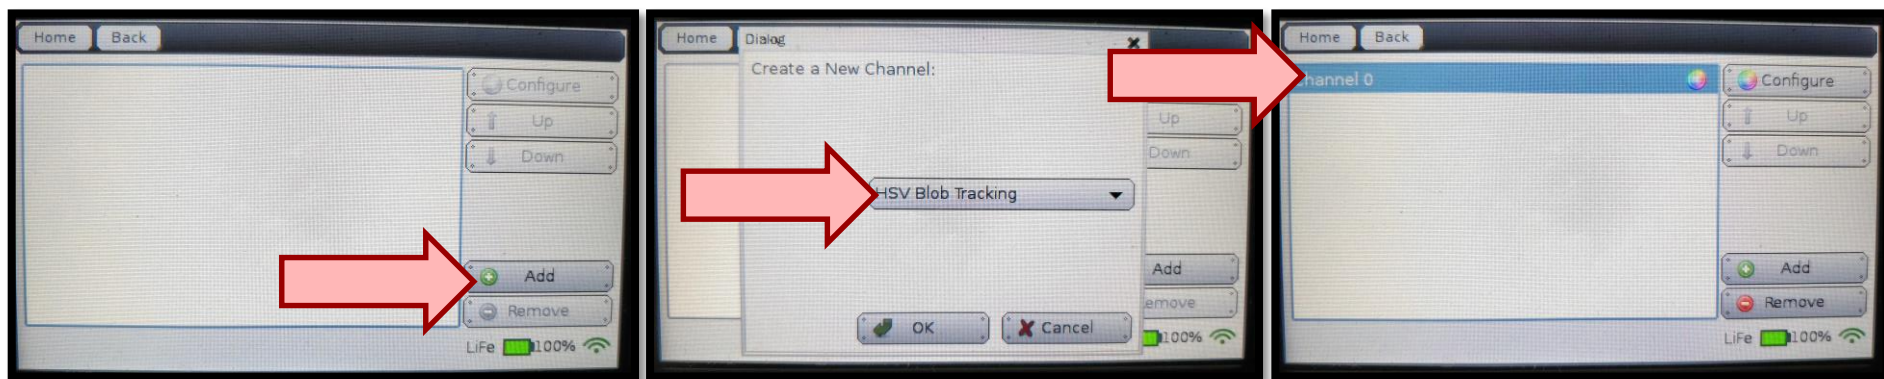 Home Back
Configure
Up
Down
Add
Remove
LiFe 100%
Home Dialog
Create a New Channel:
Up
Down
HSV Blob Tracking
Add
emove
OK Cancel
100%
Home Back
hannel 0
Configure
Up
Down
Add
Remove
LiFe 100%